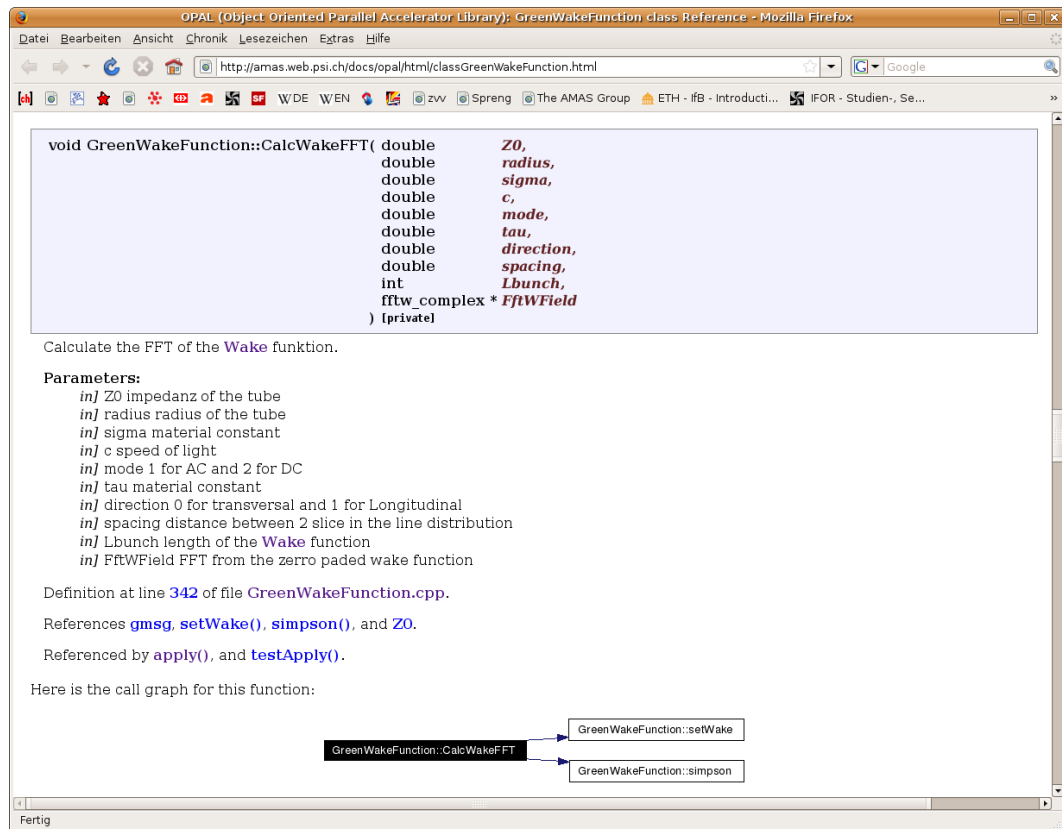 OPAL (Object Oriented Parallel Accelerator Library): GreenWakeFunction class Reference - Mozilla Firefox
Datei Bearbeiten Ansicht Chronik Lesezeichen Extras Hilfe
http://amas.web.psi.ch/docs/opal/html/classGreenWakeFunction.html
G Google
[ch] a SF W DE W EN zvv Spreng The AMAS Group ETH - IfB - Introducti... IFOR - Studien-, Se... »
void GreenWakeFunction::CalcWakeFFT( double Z0,
double radius,
double sigma,
double c,
double mode,
double tau,
double direction,
double spacing,
int Lbunch,
fftw_complex * FftWField
) [private]
Calculate the FFT of the Wake funktion.
Parameters:
in] Z0 impedanz of the tube
in] radius radius of the tube
in] sigma material constant
in] c speed of light
in] mode 1 for AC and 2 for DC
in] tau material constant
in] direction 0 for transversal and 1 for Longitudinal
in] spacing distance between 2 slice in the line distribution
in] Lbunch length of the Wake function
in] FftWField FFT from the zerro paded wake function
Definition at line 342 of file GreenWakeFunction.cpp.
References gmsg, setWake(), simpson(), and Z0.
Referenced by apply(), and testApply().
Here is the call graph for this function:
GreenWakeFunction::setWake
GreenWakeFunction::CalcWakeFFT
GreenWakeFunction::simpson
Fertig